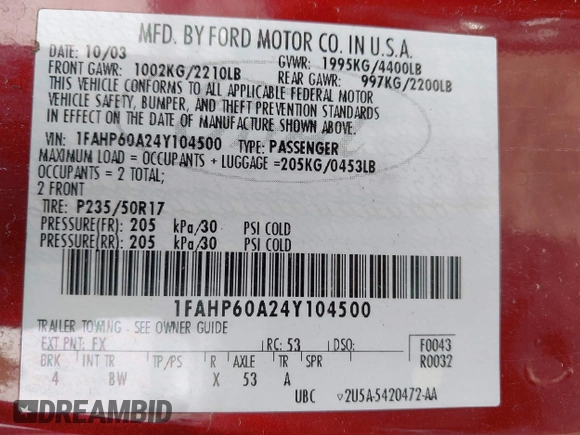 MFD. BY FORD MOTOR CO. IN U.S.A.
DATE: 10/03 GVWR: 1995KG/4400LB
FRONT GAWR: 1002KG/2210LB REAR GAWR: 997KG/2200LB
THIS VEHICLE CONFORMS TO ALL APPLICABLE FEDERAL MOTOR
VEHICLE SAFETY, BUMPER, AND THEFT PREVENTION STANDARDS
IN EFFECT ON THE DATE OF MANUFACTURE SHOWN ABOVE.
VIN: 1FAHP60A24Y104500 TYPE: PASSENGER
MAXIMUM LOAD = OCCUPANTS + LUGGAGE = 205KG/0453LB
OCCUPANTS = 2 TOTAL;
2 FRONT
TIRE: P235/50R17
PRESSURE(FR): 205 kPa/30 PSI COLD
PRESSURE(RR): 205 kPa/30 PSI COLD
1FAHP60A24Y104500
TRAILER TOWING - SEE OWNER GUIDE
EXT PNT: FX RC: 53 DSO: F0043
BRK INT TR TP/PS R AXLE TR SPR R0032
4 BW X 53 A
UBC ▽2U5A-5420472-AA
DREAMBID